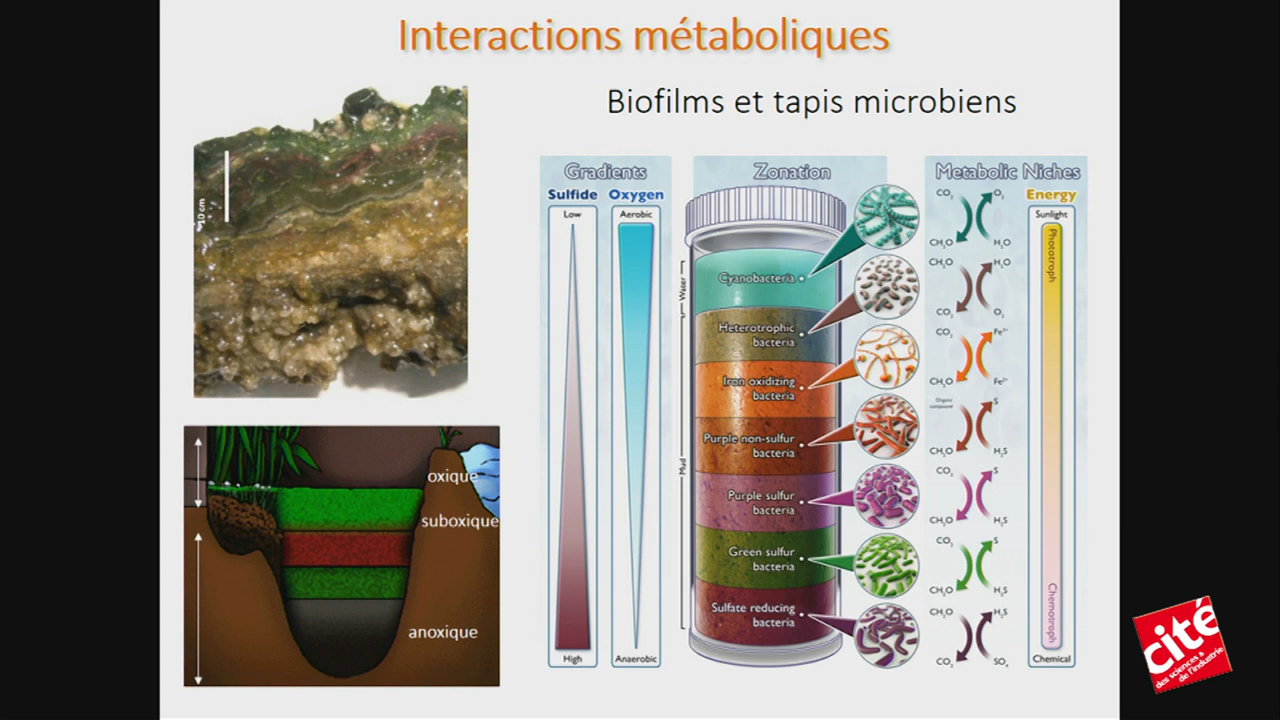 Interactions métaboliques
Biofilms et tapis microbiens
10 cm
oxique
suboxique
anoxique
Gradients
Sulfide Oxygen
Low
Aerobic
High
Anaerobic
Zonation
Water
Mud
Cyanobacteria
Heterotrophic
bacteria
Iron oxidizing
bacteria
Purple non-sulfur
bacteria
Purple sulfur
bacteria
Green sulfur
bacteria
Sulfate reducing
bacteria
Metabolic Niches
Energy
Sunlight
Phototroph
Chemotroph
Chemical
CO₂ O₂
CH₂O H₂O
CH₂O H₂O
CO₂ O₂
CO₂ Fe³⁺
CH₂O Fe²⁺
Organic
compound
S
CH₂O H₂S
CO₂ S
CH₂O H₂S
CO₂ S
CH₂O H₂S
CH₂O H₂S
CO₂ SO₄
cité
des sciences &
de l'industrie